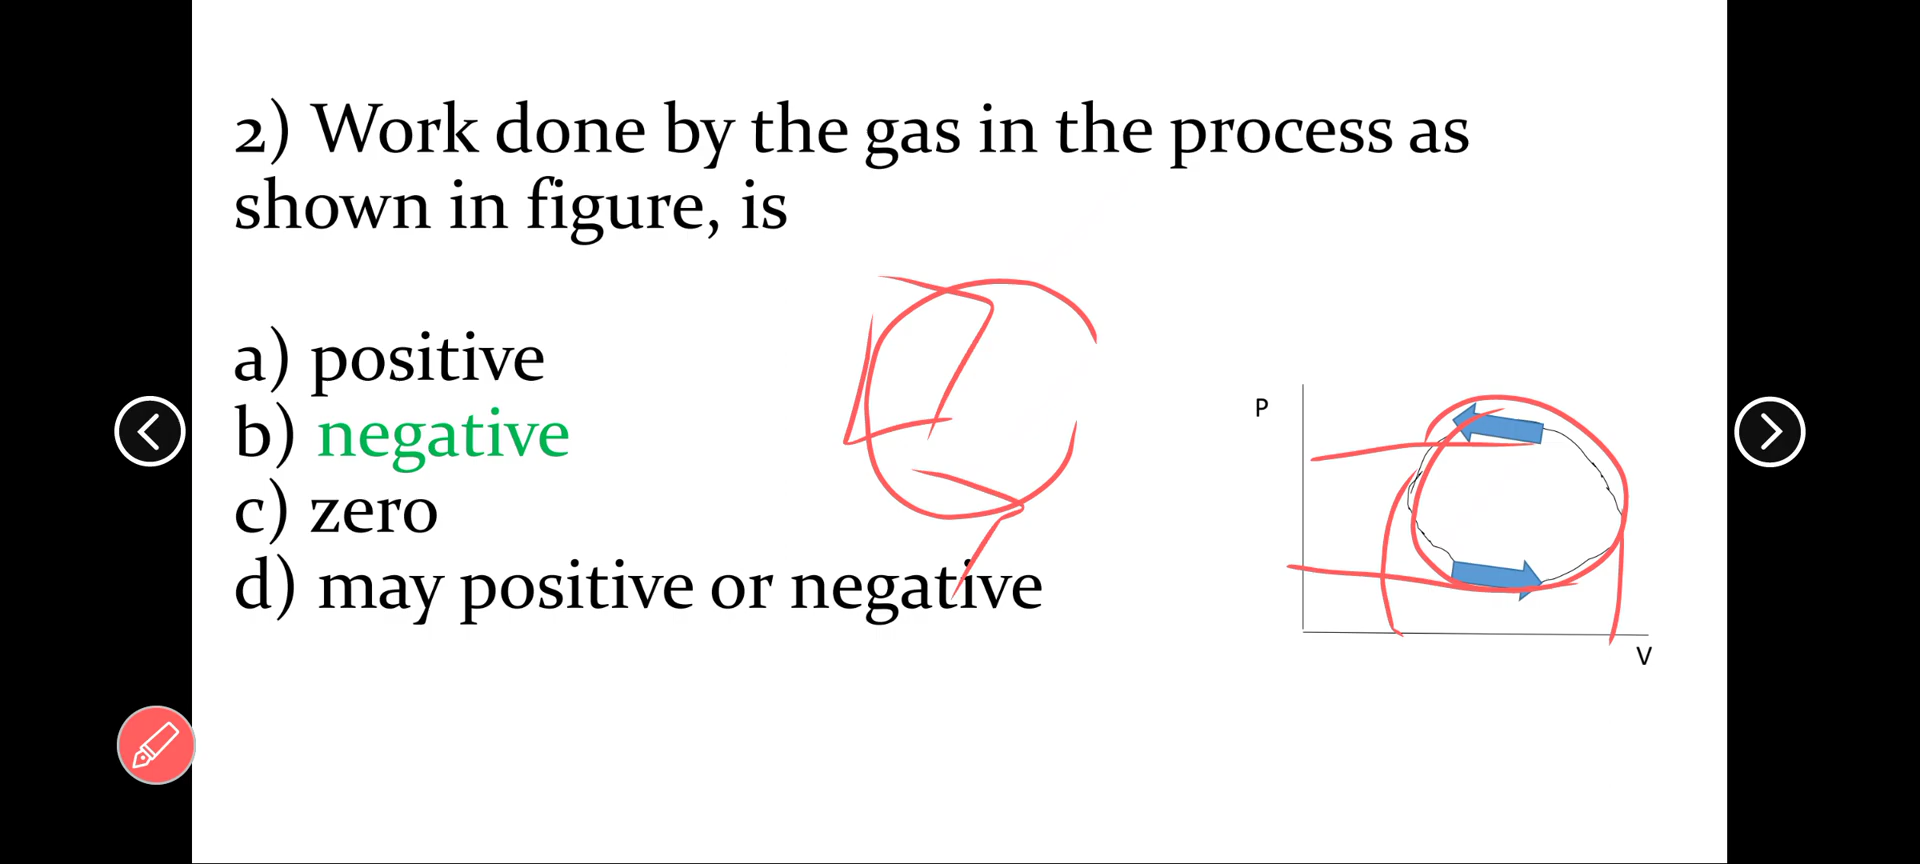 2) Work done by the gas in the process as
shown in figure, is
a) positive
b) negative
c) zero
d) may positive or negative
P
V